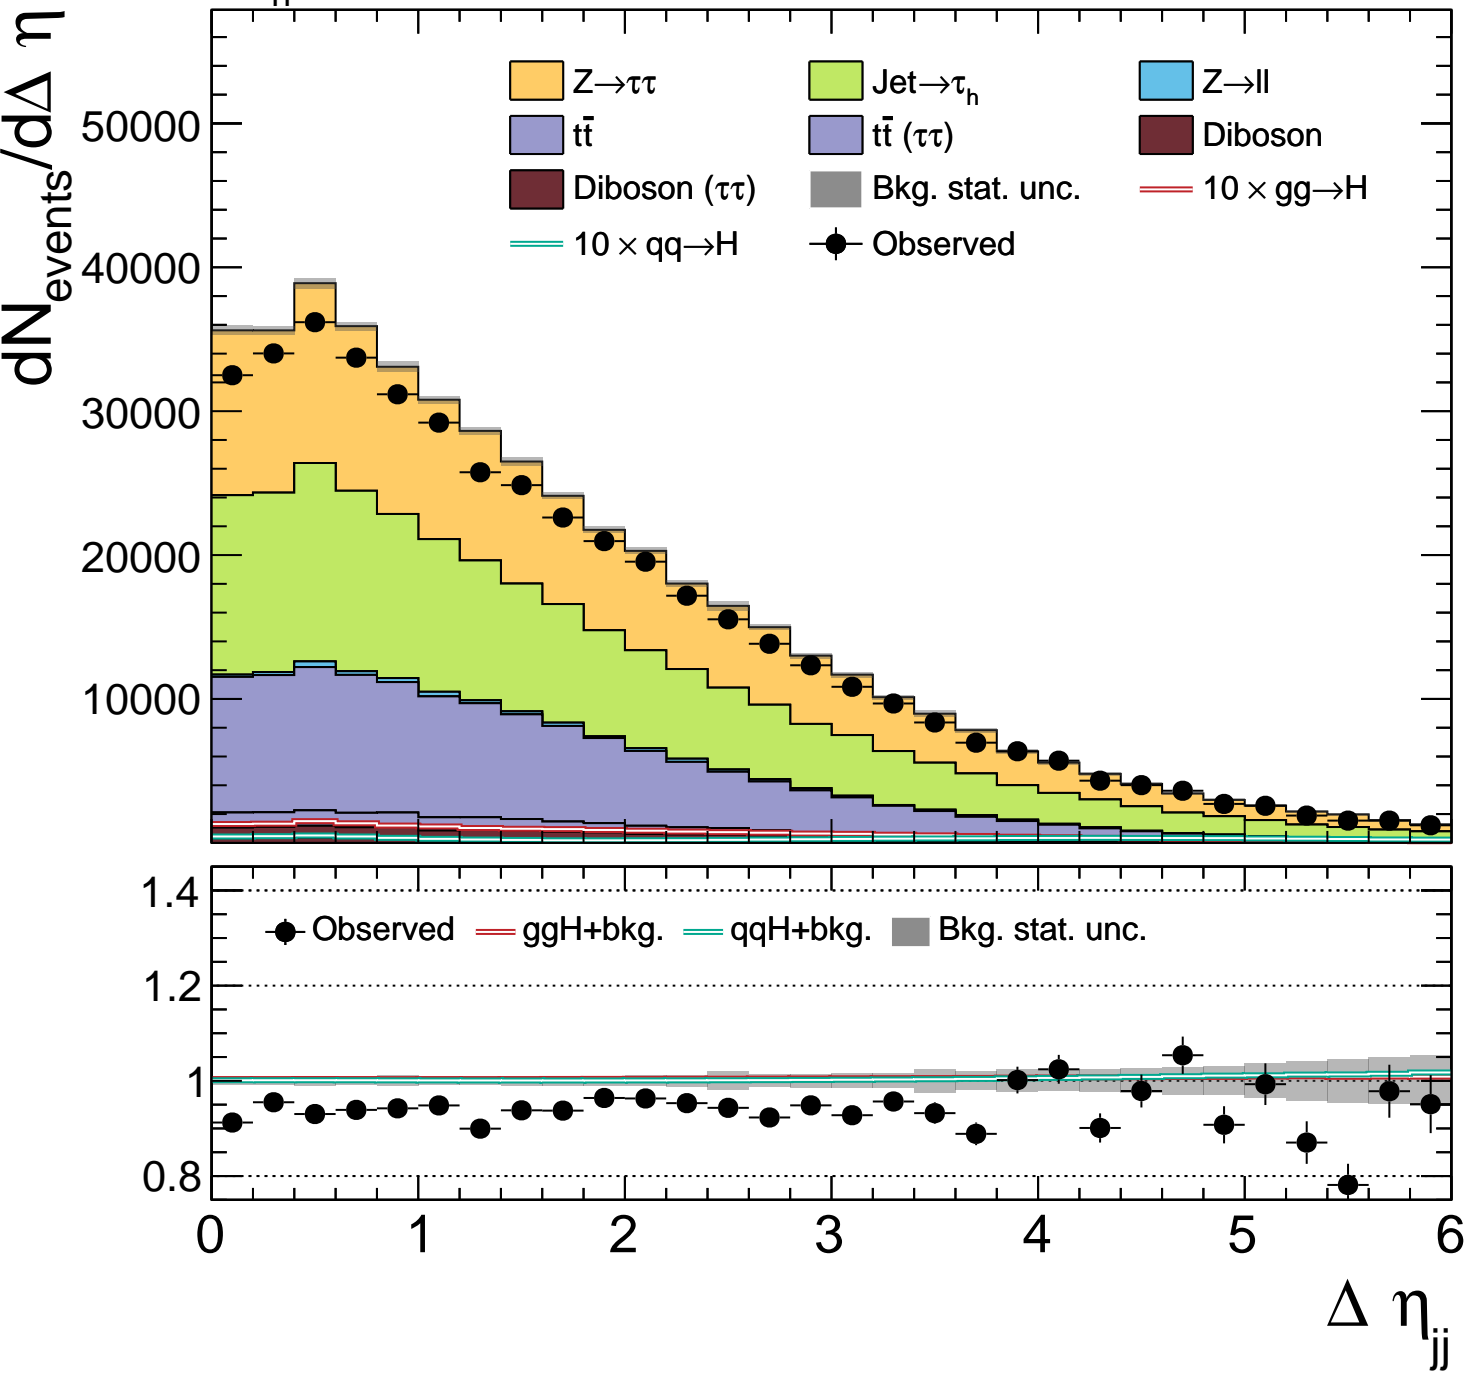 dN_events/dΔ η
50000
40000
30000
20000
10000
Z→ττ Jet→τ_h Z→ll
tt̄ tt̄ (ττ) Diboson
Diboson (ττ) Bkg. stat. unc. 10 × gg→H
10 × qq→H Observed
1.4
1.2
1
0.8
Observed ggH+bkg. qqH+bkg. Bkg. stat. unc.
0 1 2 3 4 5 6
Δ η_jj